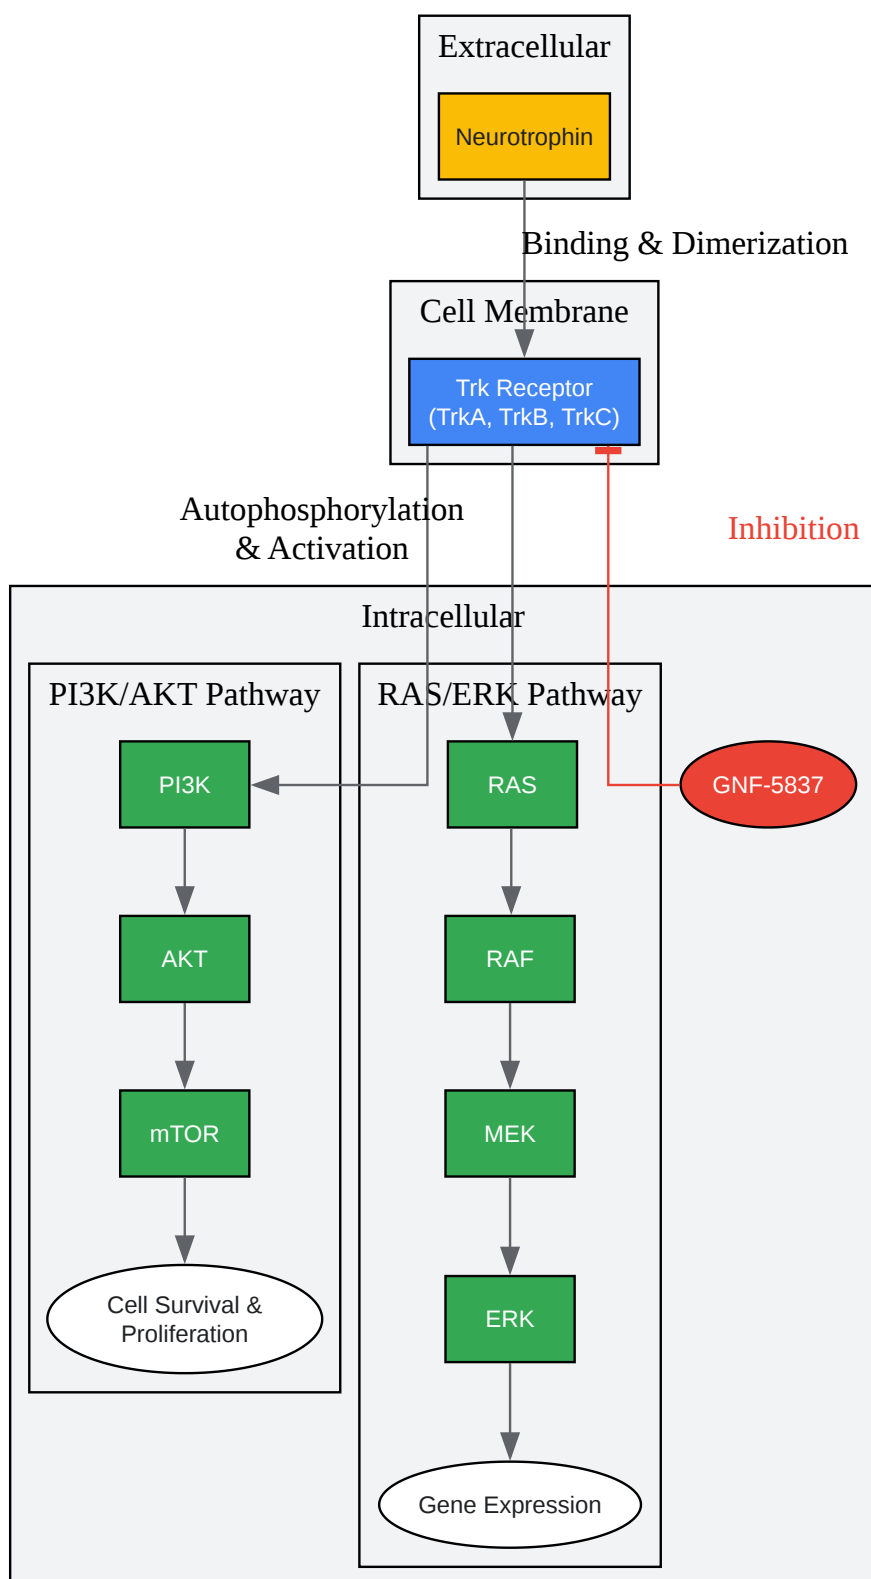 Extracellular
Neurotrophin
Binding & Dimerization
Cell Membrane
Trk Receptor
(TrkA, TrkB, TrkC)
Autophosphorylation
& Activation
Inhibition
Intracellular
PI3K/AKT Pathway
RAS/ERK Pathway
PI3K
RAS
GNF-5837
AKT
RAF
mTOR
MEK
Cell Survival &
Proliferation
ERK
Gene Expression